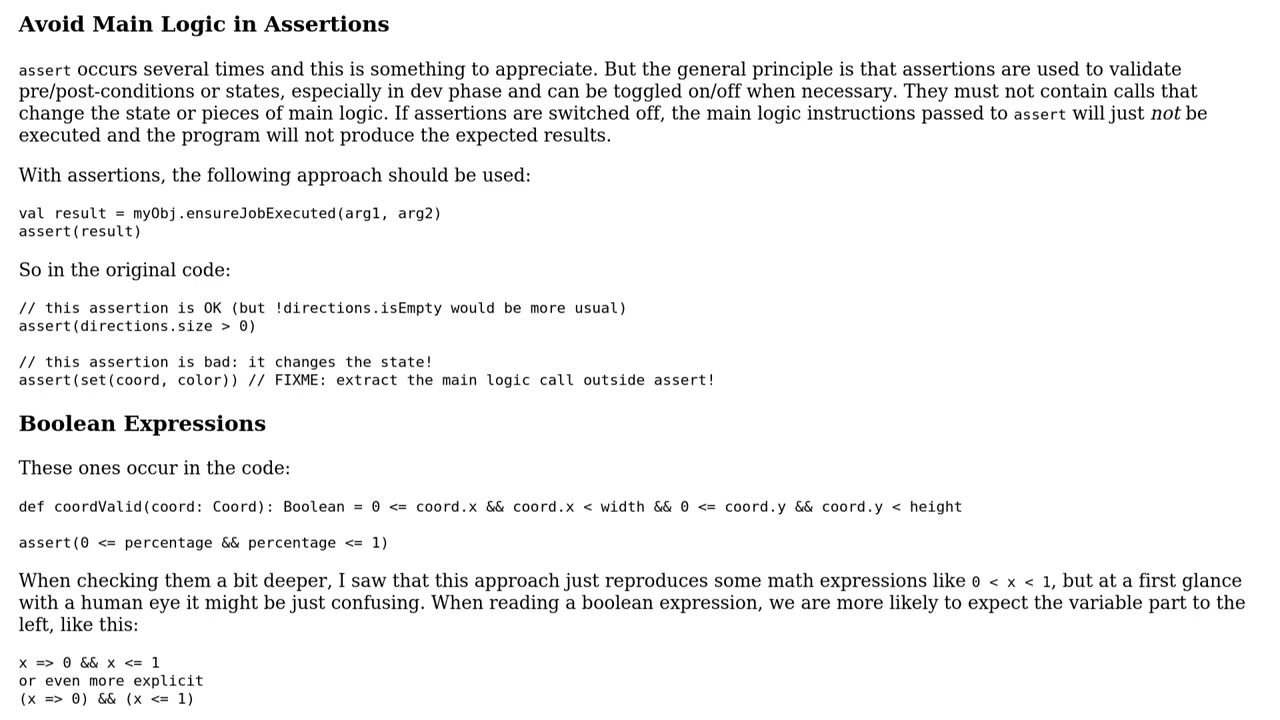 Avoid Main Logic in Assertions
assert occurs several times and this is something to appreciate. But the general principle is that assertions are used to validate
pre/post-conditions or states, especially in dev phase and can be toggled on/off when necessary. They must not contain calls that
change the state or pieces of main logic. If assertions are switched off, the main logic instructions passed to assert will just not be
executed and the program will not produce the expected results.
With assertions, the following approach should be used:
val result = myObj.ensureJobExecuted(arg1, arg2)
assert(result)
So in the original code:
// this assertion is OK (but !directions.isEmpty would be more usual)
assert(directions.size > 0)
// this assertion is bad: it changes the state!
assert(set(coord, color)) // FIXME: extract the main logic call outside assert!
Boolean Expressions
These ones occur in the code:
def coordValid(coord: Coord): Boolean = 0 <= coord.x && coord.x < width && 0 <= coord.y && coord.y < height
assert(0 <= percentage && percentage <= 1)
When checking them a bit deeper, I saw that this approach just reproduces some math expressions like 0 < x < 1, but at a first glance
with a human eye it might be just confusing. When reading a boolean expression, we are more likely to expect the variable part to the
left, like this:
x => 0 && x <= 1
or even more explicit
(x => 0) && (x <= 1)